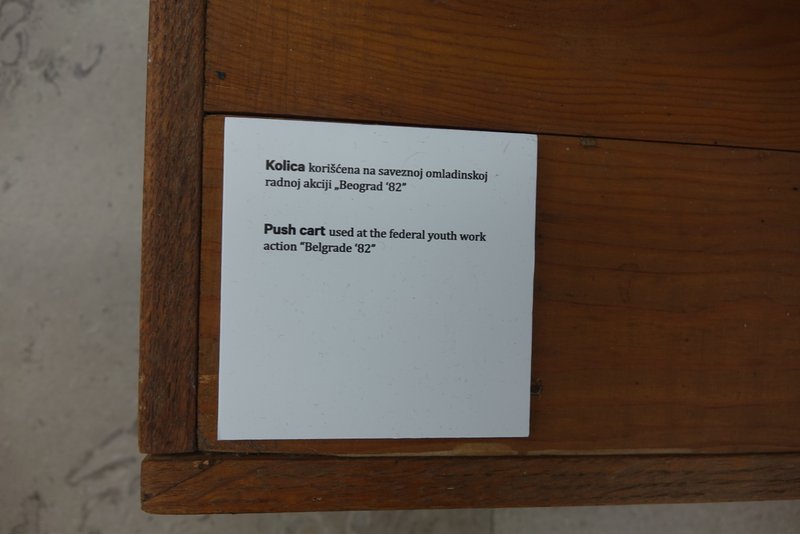 Kolica korišćena na saveznoj omladinskoj
radnoj akciji „Beograd ‘82”
Push cart used at the federal youth work
action “Belgrade ‘82”